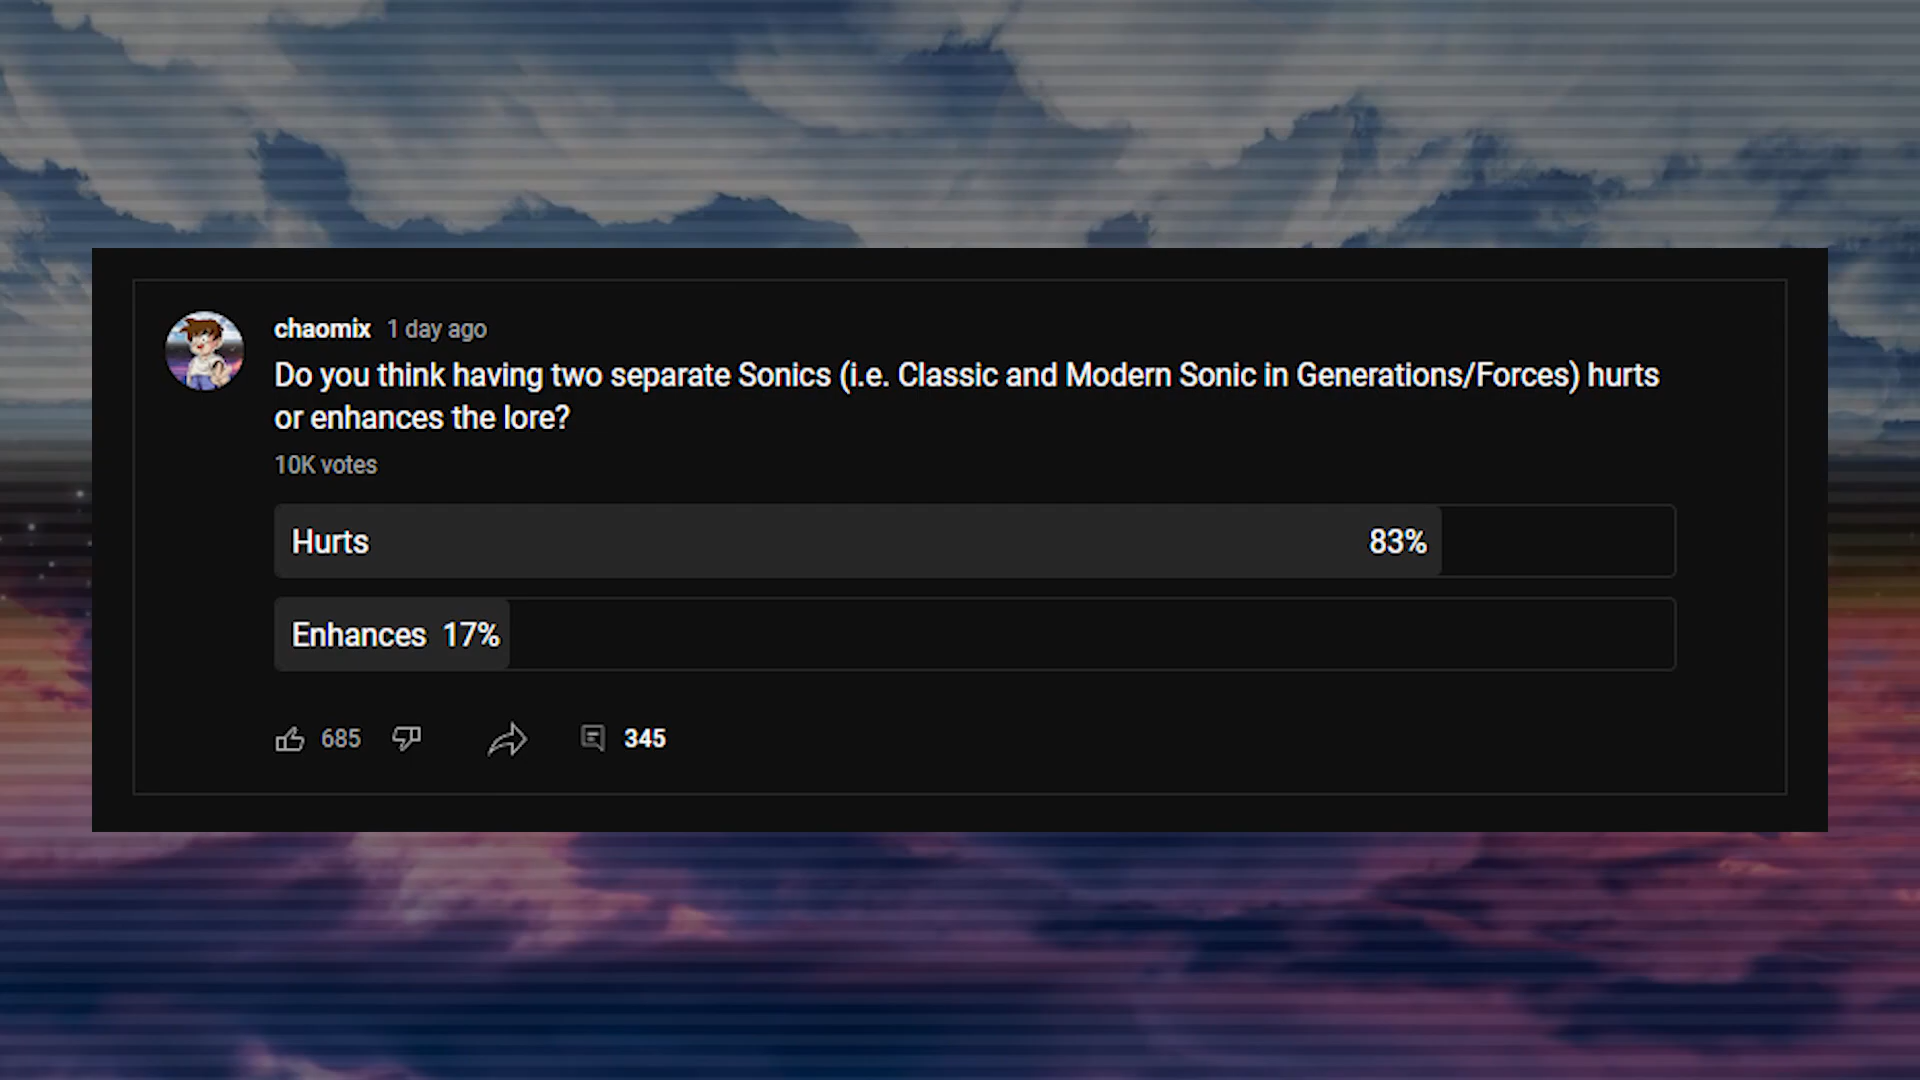 chaomix 1 day ago
Do you think having two separate Sonics (i.e. Classic and Modern Sonic in Generations/Forces) hurts
or enhances the lore?
10K votes
Hurts 83%
Enhances 17%
685 345